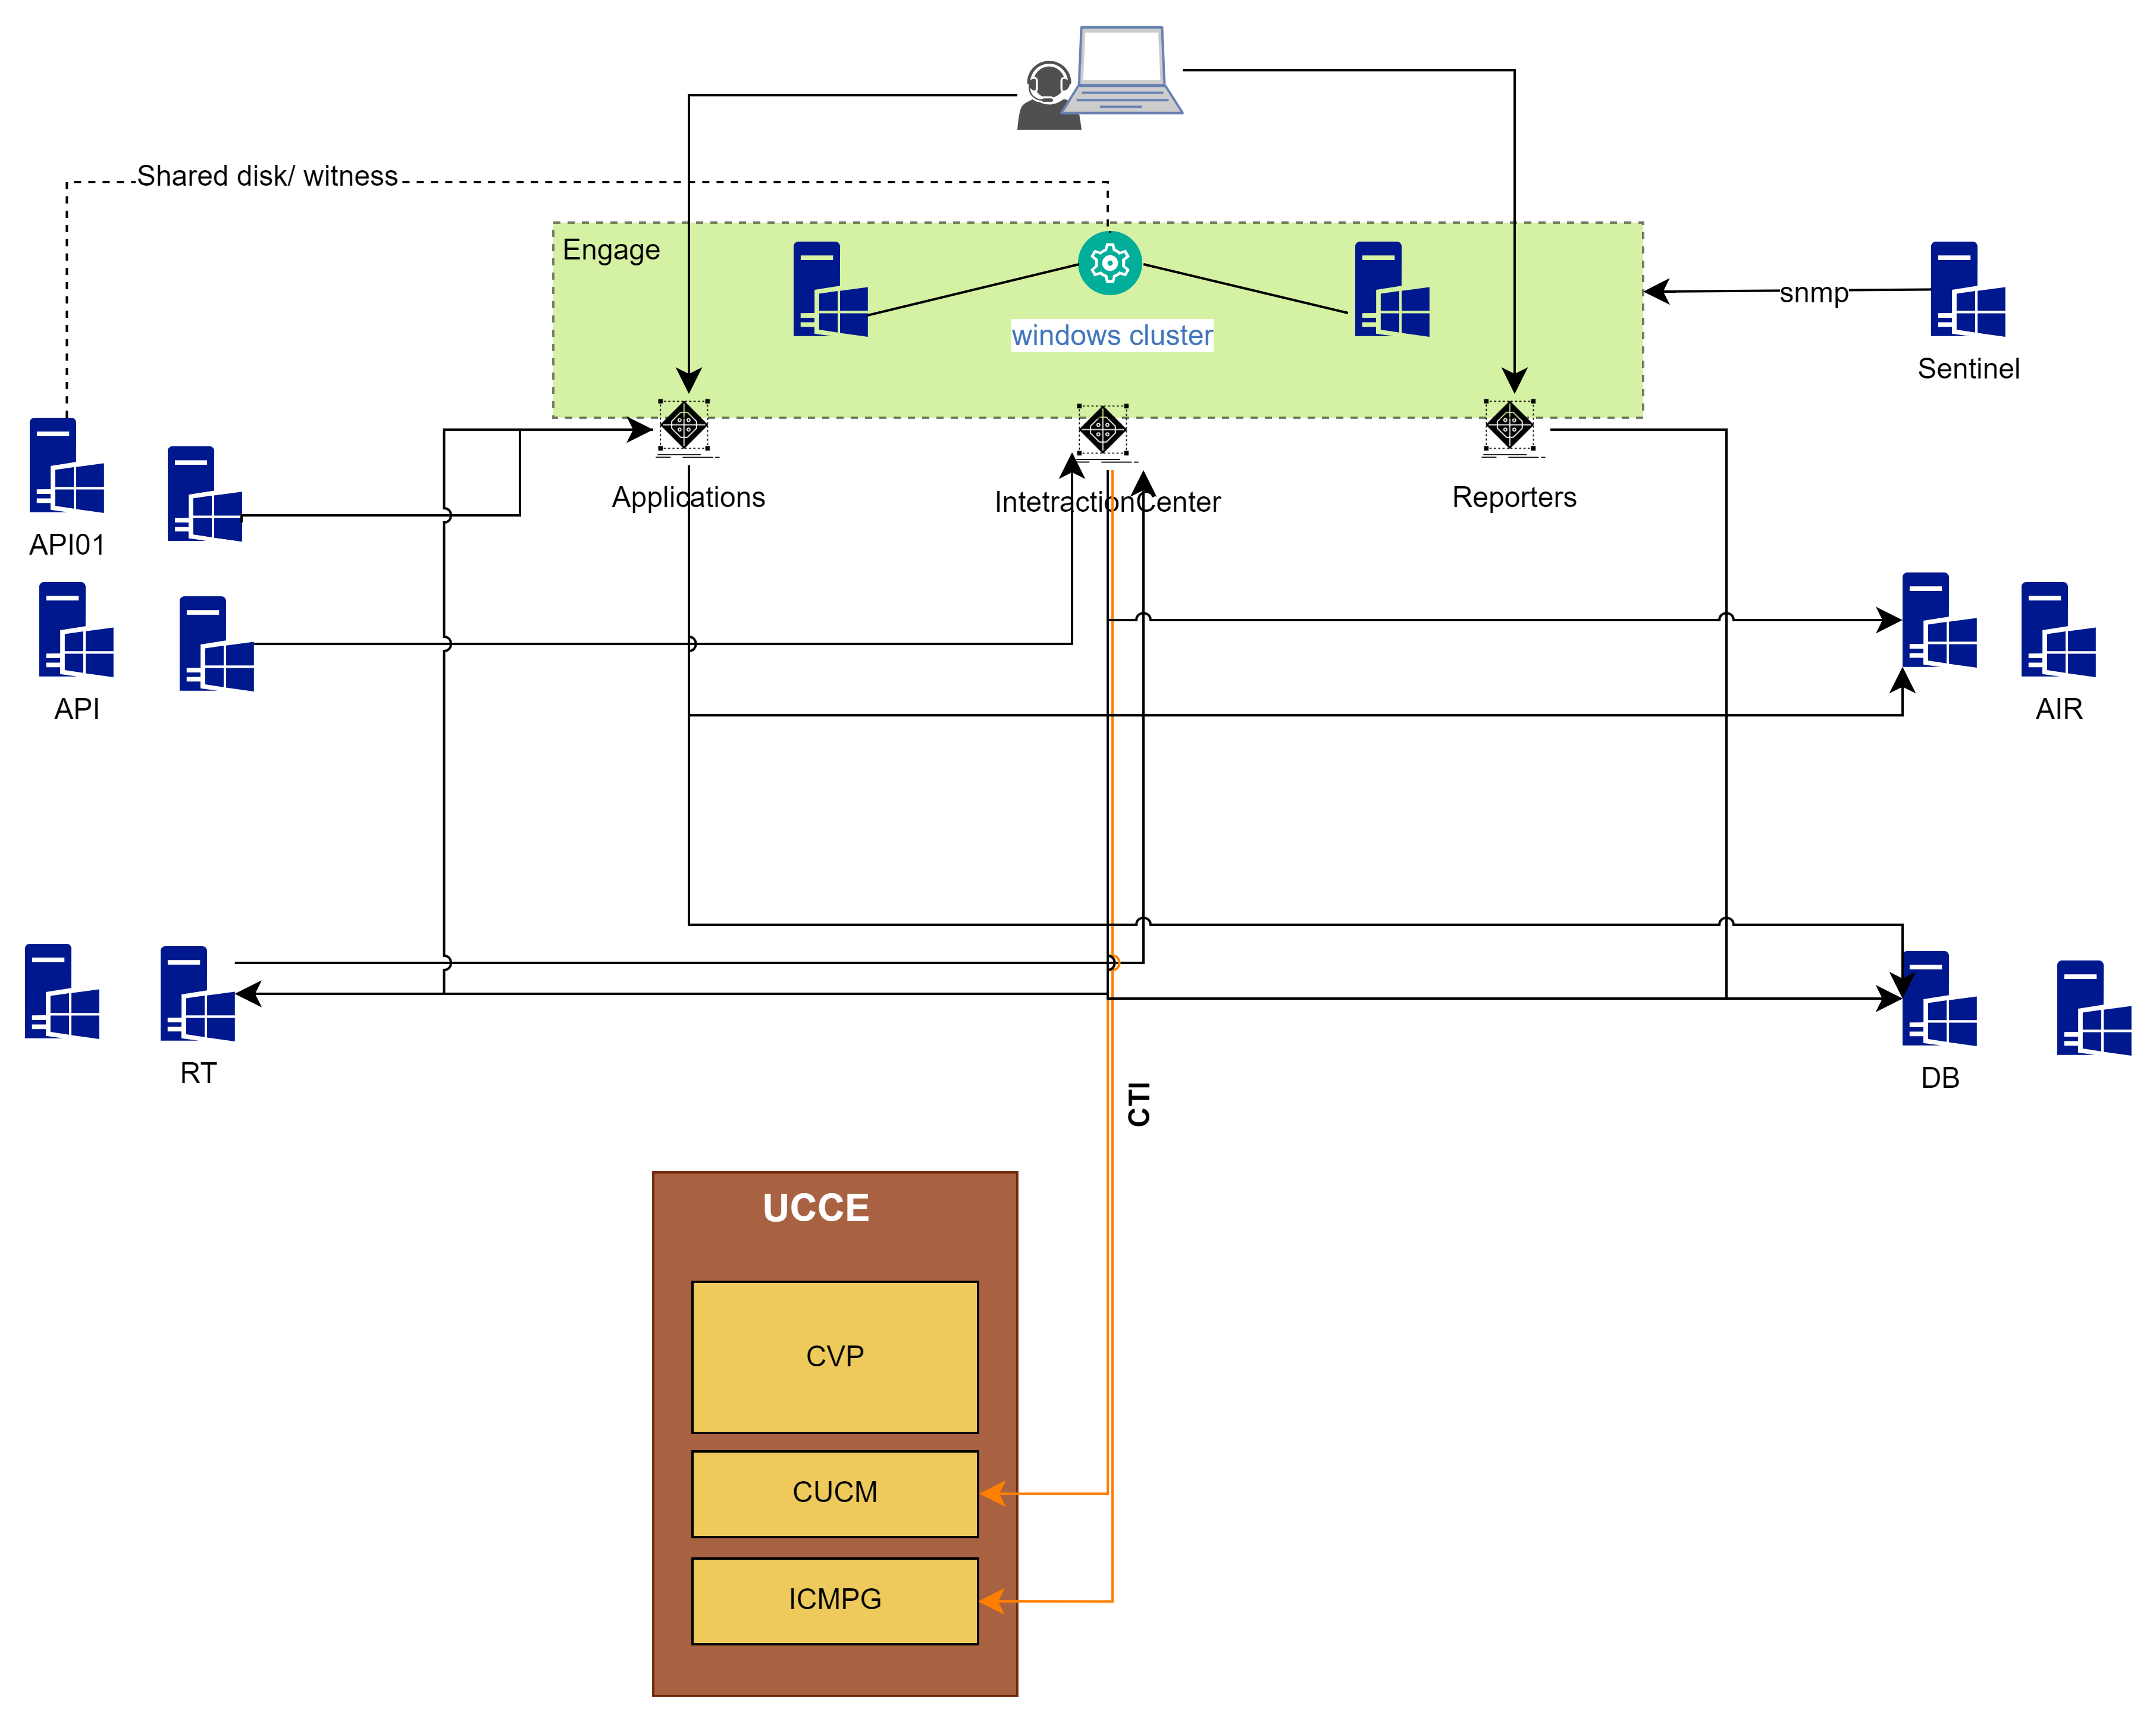 Shared disk/ witness
Engage
windows cluster
snmp
Sentinel
Applications
IntetractionCenter
Reporters
API01
API
AIR
RT
DB
CTI
UCCE
CVP
CUCM
ICMPG